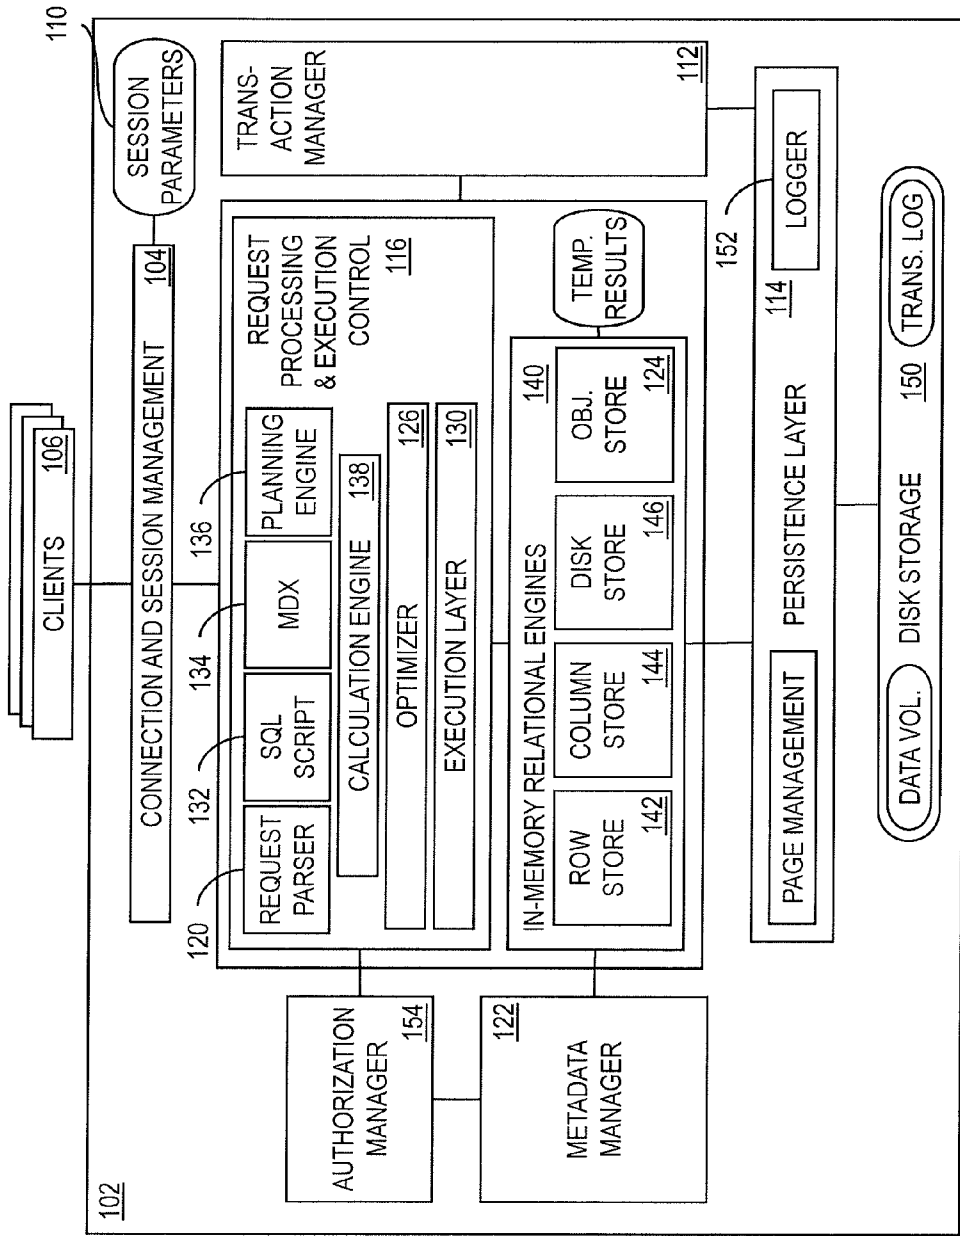 102
CLIENTS
106
CONNECTION AND SESSION MANAGEMENT
104
SESSION
PARAMETERS
110
AUTHORIZATION
MANAGER
154
METADATA
MANAGER
122
120
132
134
136
REQUEST
PARSER
SQL
SCRIPT
MDX
PLANNING
ENGINE
REQUEST
PROCESSING
& EXECUTION
CONTROL
116
CALCULATION ENGINE
138
OPTIMIZER
126
EXECUTION LAYER
130
IN-MEMORY RELATIONAL ENGINES
140
ROW
STORE
142
COLUMN
STORE
144
DISK
STORE
146
OBJ.
STORE
124
TEMP.
RESULTS
TRANS-
ACTION
MANAGER
112
PAGE MANAGEMENT
PERSISTENCE LAYER
114
LOGGER
152
DATA VOL.
DISK STORAGE
150
TRANS. LOG